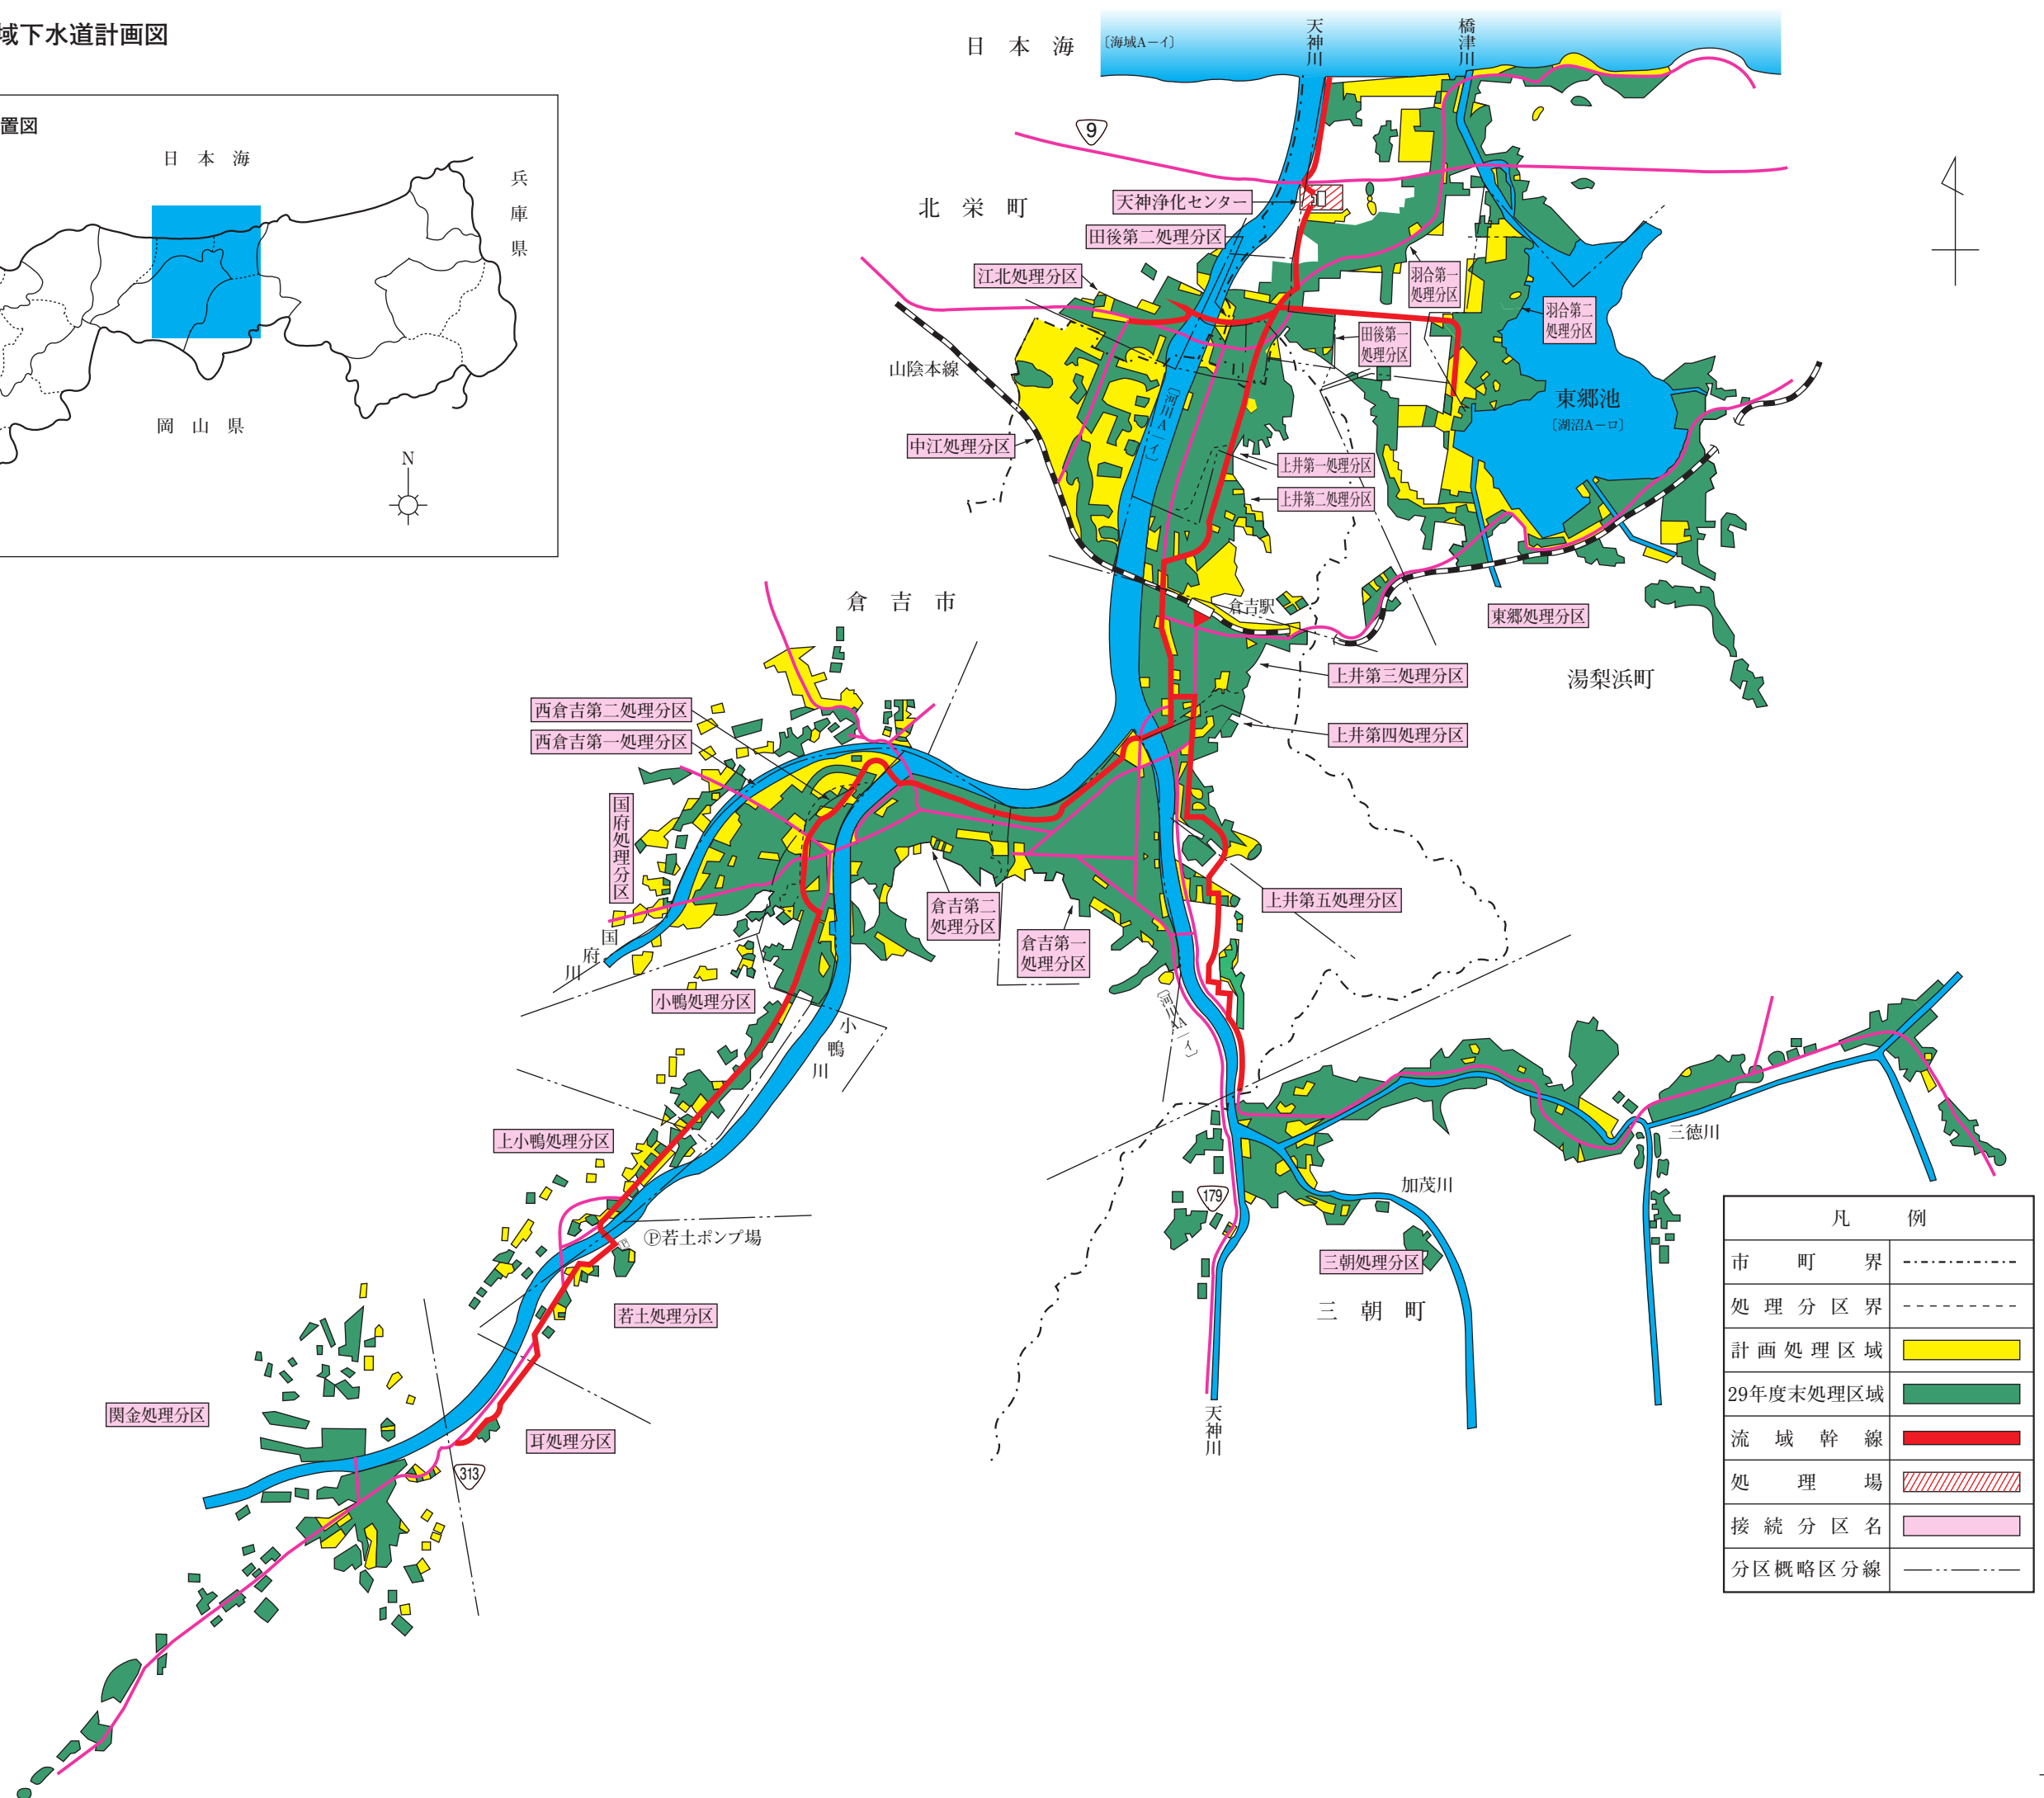 域下水道計画図
置図
日本海
兵庫県
岡山県
N
日本海
〔海域A－イ〕
天神川
橋津川
9
北栄町
天神浄化センター
田後第二処理分区
江北処理分区
羽合第一
処理分区
羽合第二
処理分区
田後第一
処理分区
山陰本線
〔河川A－イ〕
東郷池
〔湖沼A－ロ〕
中江処理分区
上井第一処理分区
上井第二処理分区
倉吉市
倉吉駅
東郷処理分区
湯梨浜町
上井第三処理分区
上井第四処理分区
西倉吉第二処理分区
西倉吉第一処理分区
国府処理分区
倉吉第二
処理分区
倉吉第一
処理分区
上井第五処理分区
国府川
小鴨処理分区
〔河川AA－イ〕
小鴨川
上小鴨処理分区
三徳川
加茂川
179
Ⓟ若土ポンプ場
三朝処理分区
若土処理分区
三朝町
関金処理分区
耳処理分区
天神川
313
凡例
市町界
処理分区界
計画処理区域
29年度末処理区域
流域幹線
処理場
接続分区名
分区概略区分線